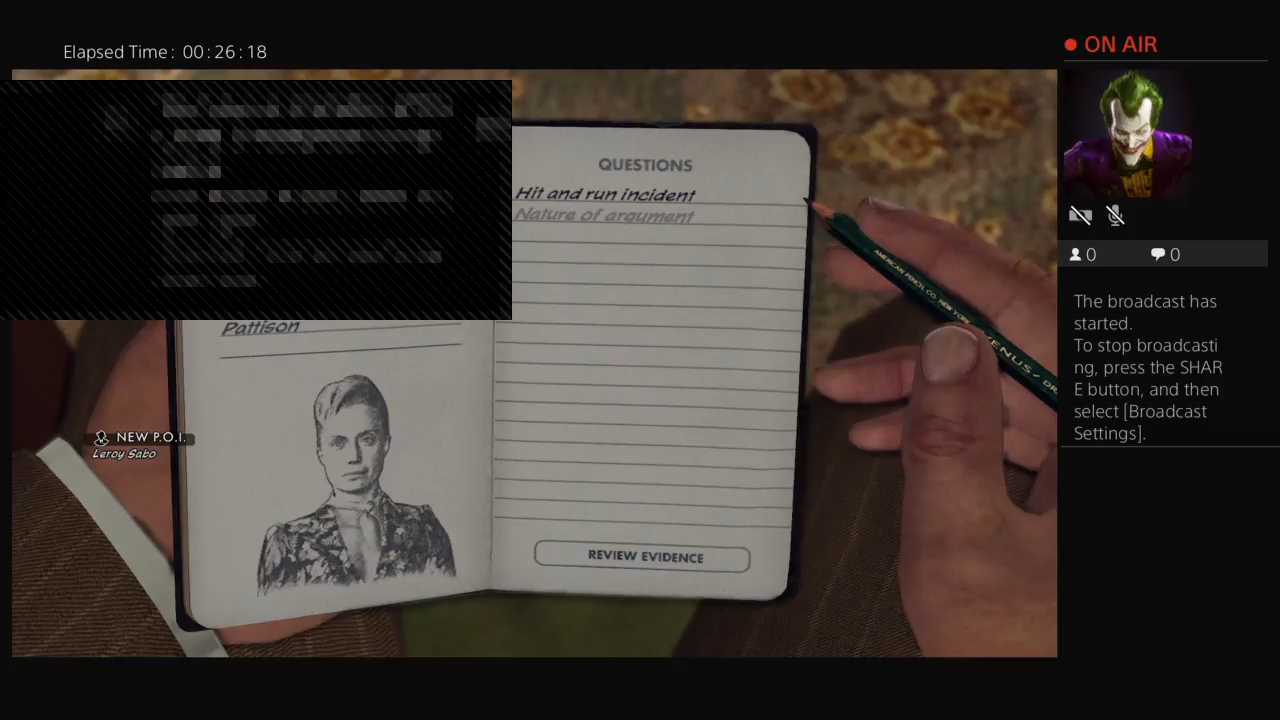 Elapsed Time: 00:26:18
ON AIR
QUESTIONS
Hit and run incident
Nature of argument
AMERICAN PENCIL CO. NEW YORK
VENUS
Pattison
NEW P.O.I.
Leroy Sabo
REVIEW EVIDENCE
0
0
The broadcast has
started.
To stop broadcasti
ng, press the SHAR
E button, and then
select [Broadcast
Settings].